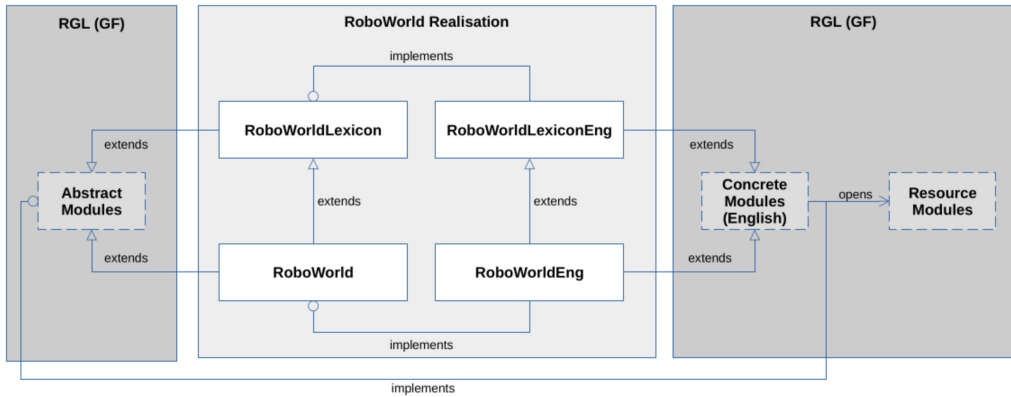 RGL (GF)
RoboWorld Realisation
RGL (GF)
implements
RoboWorldLexicon
RoboWorldLexiconEng
extends
extends
Abstract
Modules
extends
extends
Concrete
Modules
(English)
opens
Resource
Modules
extends
extends
RoboWorld
RoboWorldEng
implements
implements